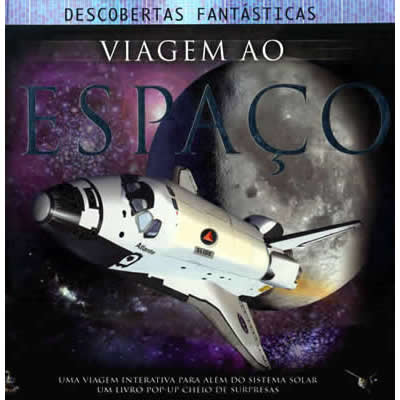 DESCOBERTAS FANTÁSTICAS
VIAGEM AO
ESPAÇO
Atlantis
UMA VIAGEM INTERATIVA PARA ALÉM DO SISTEMA SOLAR
UM LIVRO POP-UP CHEIO DE SURPRESAS